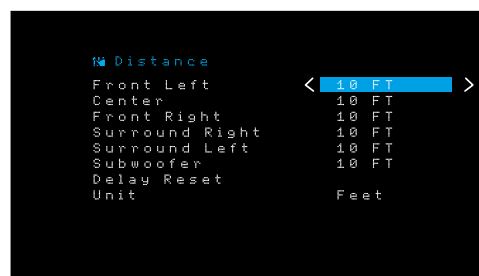 Distance
Front Left < 10 FT >
Center 10 FT
Front Right 10 FT
Surround Right 10 FT
Surround Left 10 FT
Subwoofer 10 FT
Delay Reset
Unit Feet